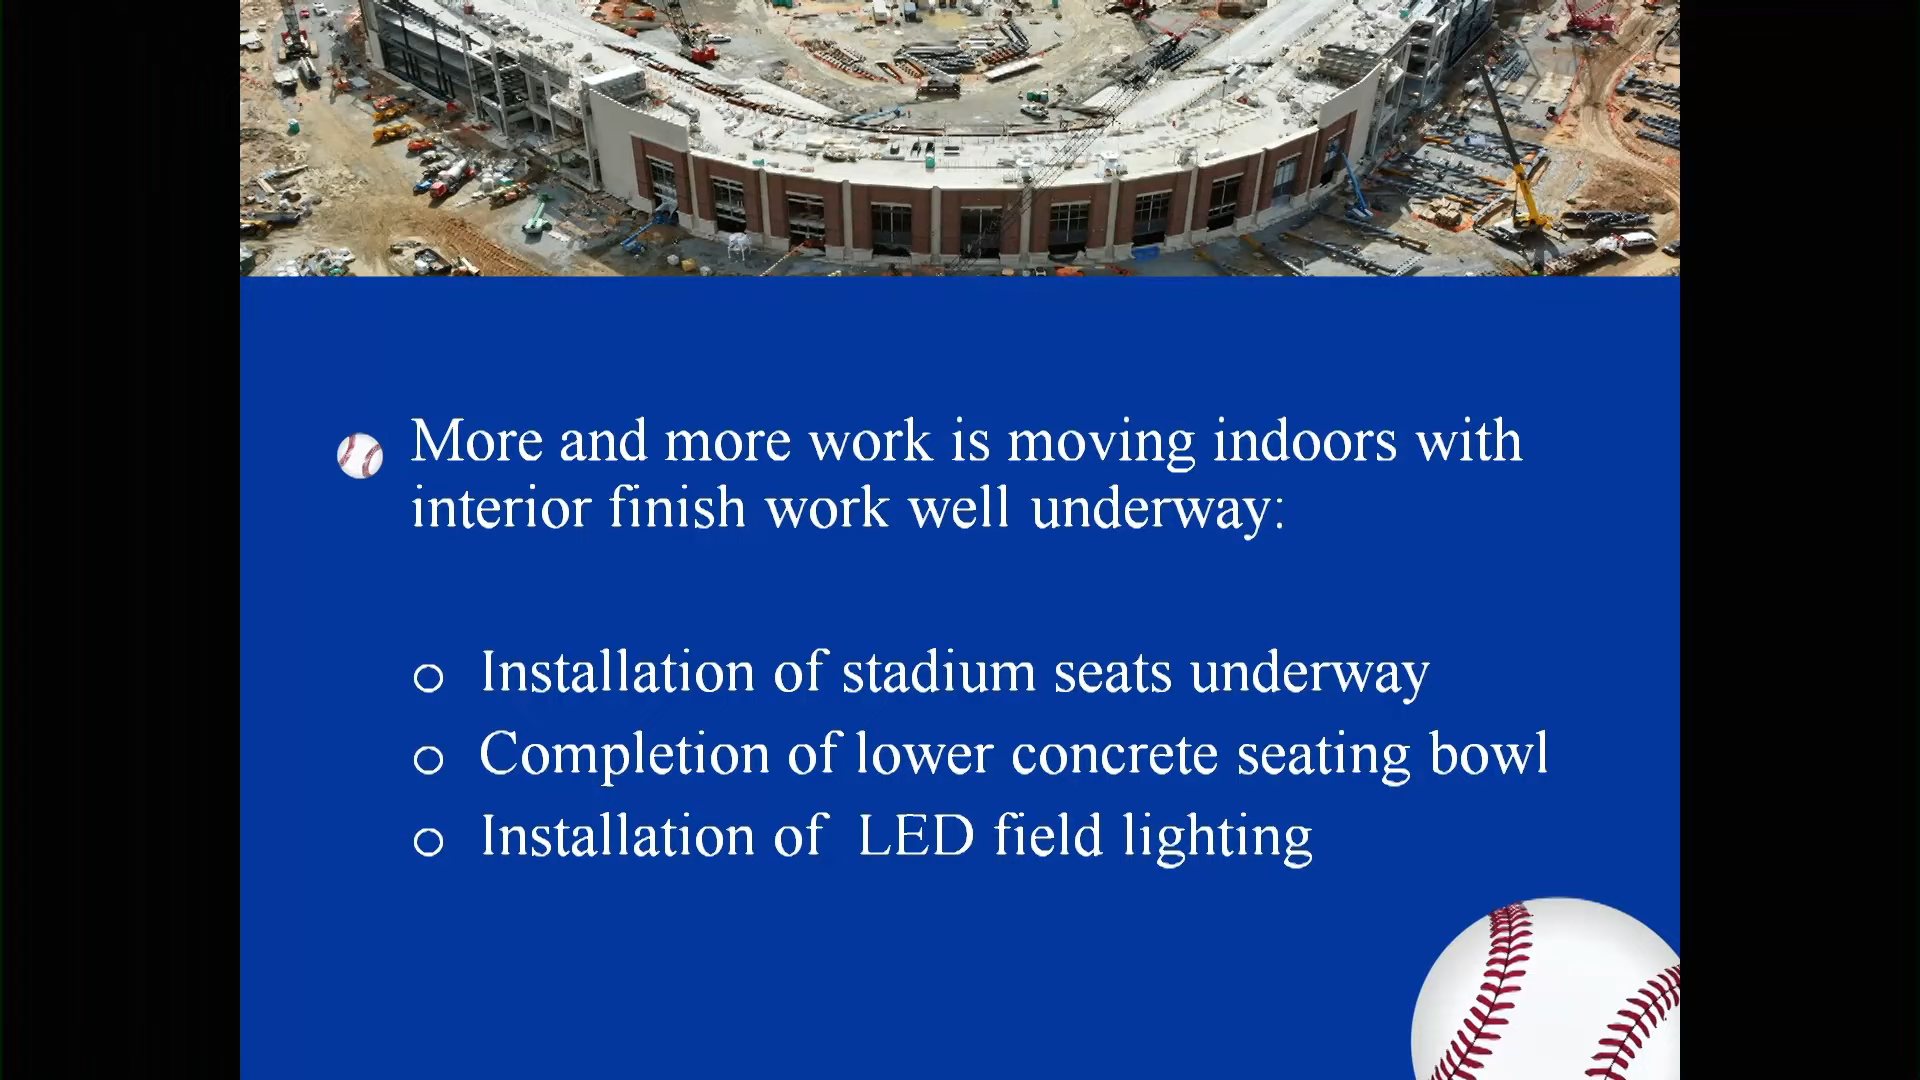 More and more work is moving indoors with
interior finish work well underway:
o Installation of stadium seats underway
o Completion of lower concrete seating bowl
o Installation of  LED field lighting